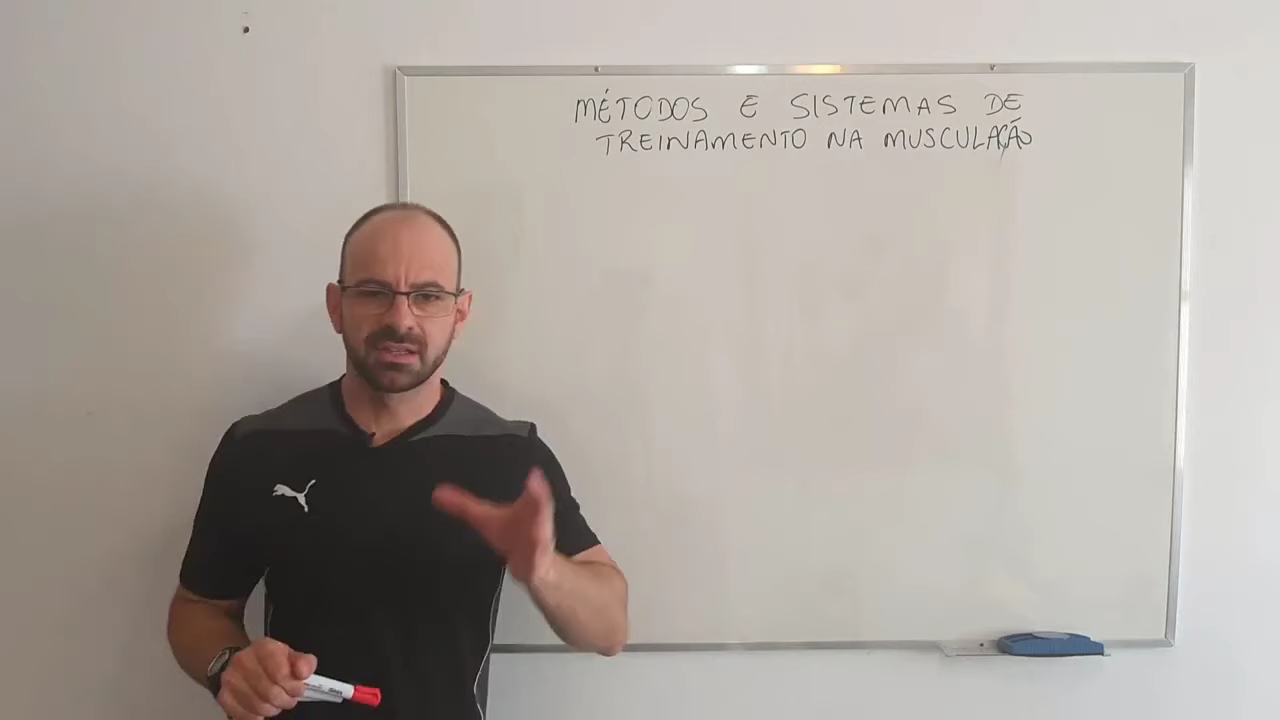 MÉTODOS E SISTEMAS DE
TREINAMENTO NA MUSCULAÇÃO